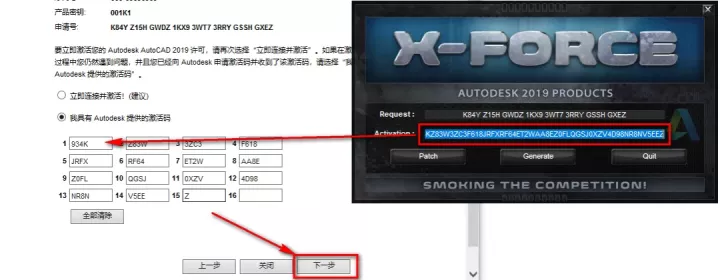 产品密钥: 001K1
申请号: K84Y Z15H GWDZ 1KX9 3WT7 3RRY GSSH GXEZ
要立即激活您的 Autodesk AutoCAD 2019 许可，请再次选择“立即连接并激活”。如果在激
过程中您仍然遇到问题，并且您已经向 Autodesk 申请激活码并收到了该激活码，请选择“我
Autodesk 提供的激活码”。
立即连接并激活! (建议)
我具有 Autodesk 提供的激活码
1 934K 2 Z83W 3 3ZC3 4 F618
5 JRFX 6 RF64 7 ET2W 8 AA8E
9 Z0FL 10 QGSJ 11 0XZV 12 4D98
13 NR8N 14 V5EE 15 Z 16
全部清除
上一步 关闭 下一步
X-FORCE
AUTODESK 2019 PRODUCTS
Request : K84Y Z15H GWDZ 1KX9 3WT7 3RRY GSSH GXEZ
Activation : KZ83W3ZC3F618JRFXRF64ET2WAA8EZ0FLQGSJ0XZV4D98NR8NV5EEZ
Patch Generate Quit
SMOKING THE COMPETITION!